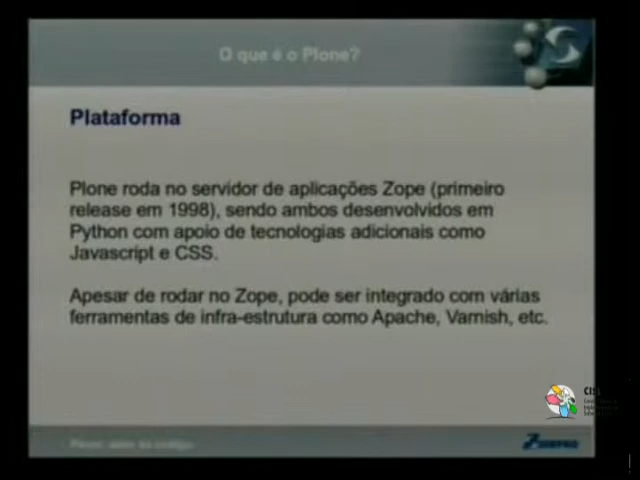 O que é o Plone?
Plataforma
Plone roda no servidor de aplicações Zope (primeiro
release em 1998), sendo ambos desenvolvidos em
Python com apoio de tecnologias adicionais como
Javascript e CSS.
Apesar de rodar no Zope, pode ser integrado com várias
ferramentas de infra-estrutura como Apache, Varnish, etc.